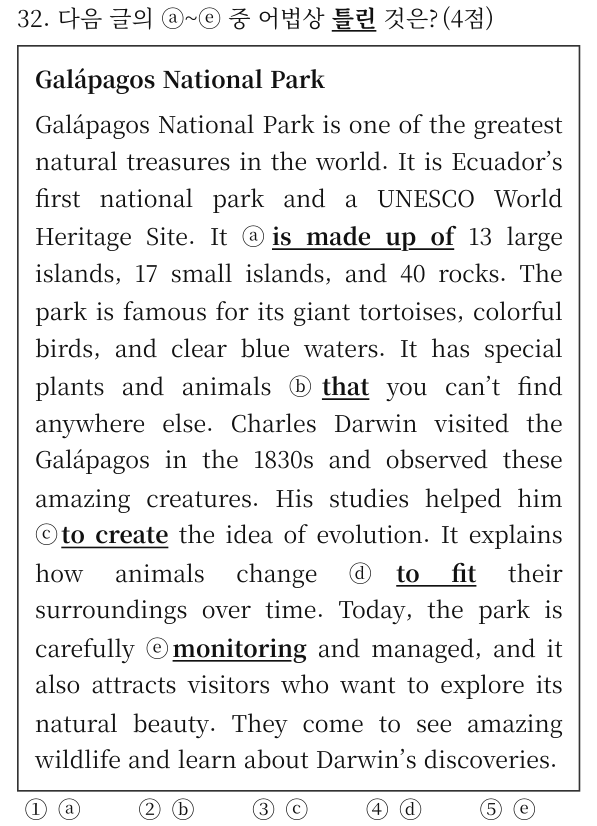 32. 다음 글의 ⓐ~ⓔ 중 어법상 틀린 것은?(4점)
Galápagos National Park
Galápagos National Park is one of the greatest
natural treasures in the world. It is Ecuador’s
first national park and a UNESCO World
Heritage Site. It ⓐ is made up of 13 large
islands, 17 small islands, and 40 rocks. The
park is famous for its giant tortoises, colorful
birds, and clear blue waters. It has special
plants and animals ⓑ that you can’t find
anywhere else. Charles Darwin visited the
Galápagos in the 1830s and observed these
amazing creatures. His studies helped him
ⓒ to create the idea of evolution. It explains
how animals change ⓓ to fit their
surroundings over time. Today, the park is
carefully ⓔ monitoring and managed, and it
also attracts visitors who want to explore its
natural beauty. They come to see amazing
wildlife and learn about Darwin’s discoveries.
① ⓐ ② ⓑ ③ ⓒ ④ ⓓ ⑤ ⓔ